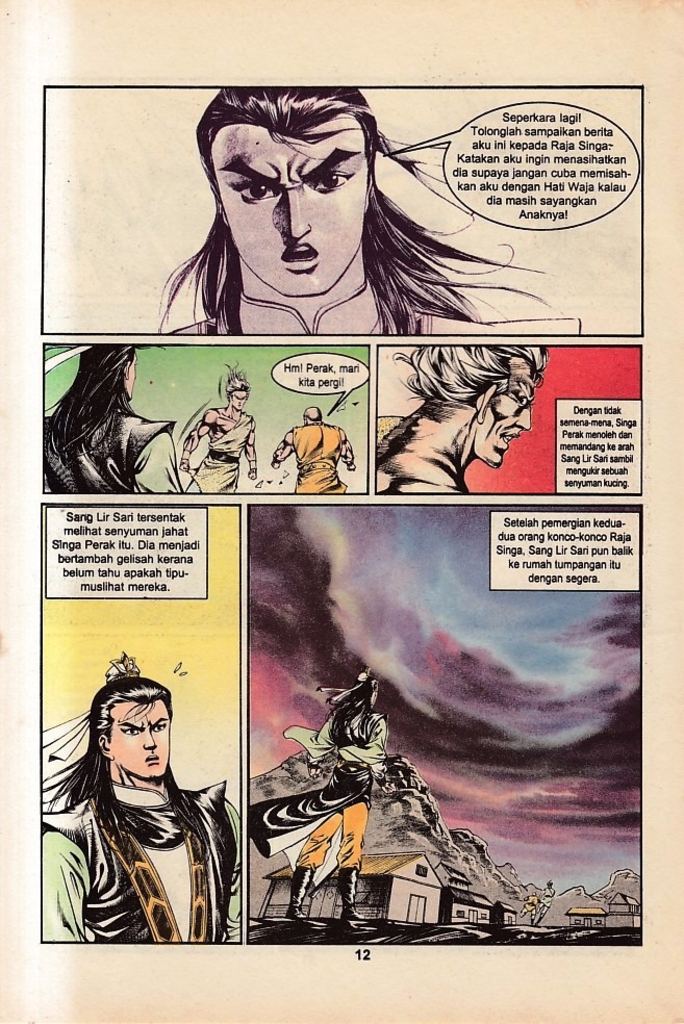 Seperkara lagi!
Tolonglah sampaikan berita
aku ini kepada Raja Singa-
Katakan aku ingin menasihatkan
dia supaya jangan cuba memisah-
kan aku dengan Hati Waja kalau
dia masih sayangkan
Anaknya!
Hm! Perak, mari
kita pergi!
Dengan tidak
semena-mena, Singa
Perak menoleh dan
memandang ke arah
Sang Lir Sari sambil
mengukir sebuah
senyuman kucing.
Sang Lir Sari tersentak
melihat senyuman jahat
Singa Perak itu. Dia menjadi
bertambah gelisah kerana
belum tahu apakah tipu-
muslihat mereka.
Setelah pemergian kedua-
dua orang konco-konco Raja
Singa, Sang Lir Sari pun balik
ke rumah tumpangan itu
dengan segera.
12